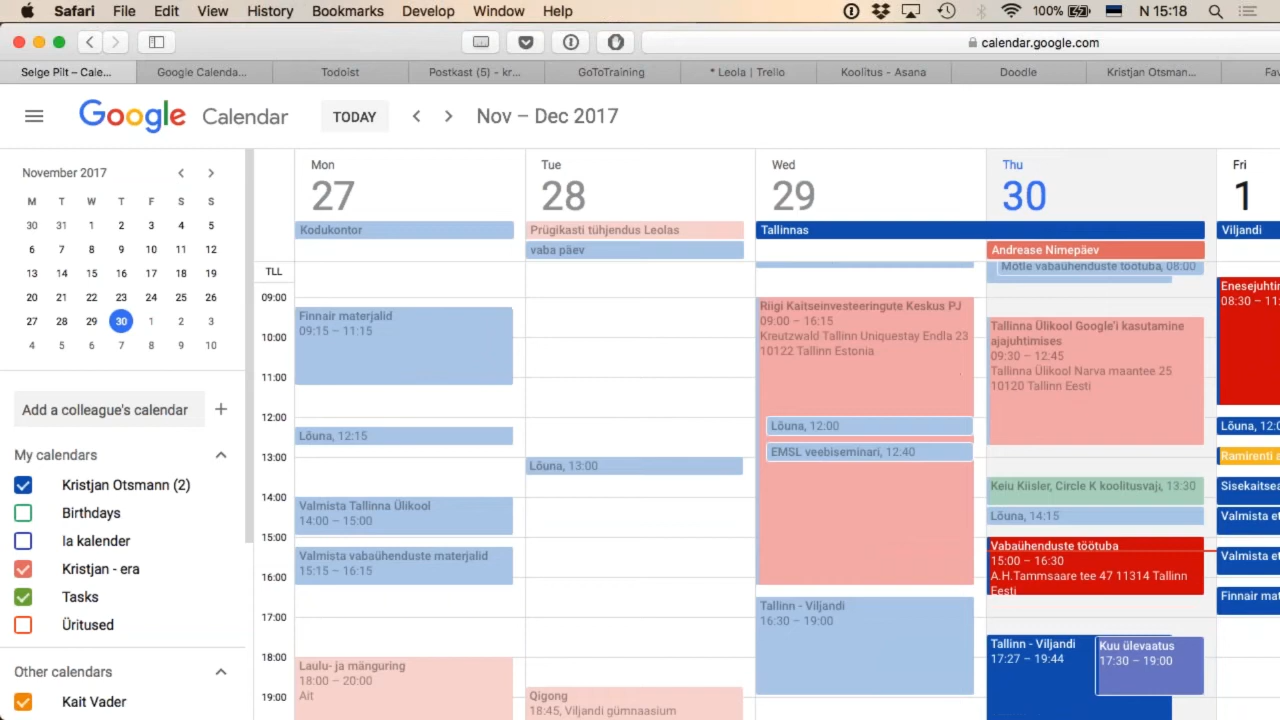 Safari File Edit View History Bookmarks Develop Window Help 100% N 15:18
calendar.google.com
Selge Pilt – Cale... Google Calenda... Todoist Postkast (5) - kr... GoToTraining * Leola | Trello Koolitus - Asana Doodle Kristjan Otsman... Fav
Google Calendar TODAY Nov – Dec 2017
November 2017
M T W T F S S
30 31 1 2 3 4 5
6 7 8 9 10 11 12
13 14 15 16 17 18 19
20 21 22 23 24 25 26
27 28 29 30 1 2 3
4 5 6 7 8 9 10
Add a colleague's calendar
My calendars
Kristjan Otsmann (2)
Birthdays
Ia kalender
Kristjan - era
Tasks
Üritused
Other calendars
Kait Vader
TLL
09:00
10:00
11:00
12:00
13:00
14:00
15:00
16:00
17:00
18:00
19:00
Mon
27
Kodukontor
Finnair materjalid
09:15 – 11:15
Lõuna, 12:15
Valmista Tallinna Ülikool
14:00 – 15:00
Valmista vabaühenduste materjalid
15:15 – 16:15
Laulu- ja mänguring
18:00 – 20:00
Ait
Tue
28
Prügikasti tühjendus Leolas
vaba päev
Lõuna, 13:00
Qigong
18:45, Viljandi gümnaasium
Wed
29
Tallinnas
Riigi Kaitseinvesteeringute Keskus PJ
09:00 – 16:15
Kreutzwald Tallinn Uniquestay Endla 23
10122 Tallinn Estonia
Lõuna, 12:00
EMSL veebiseminari, 12:40
Tallinn - Viljandi
16:30 – 19:00
Thu
30
Andrease Nimepäev
Mõtle vabaühenduste töötuba, 08:00
Tallinna Ülikool Google'i kasutamine
ajajuhtimises
09:30 – 12:45
Tallinna Ülikool Narva maantee 25
10120 Tallinn Eesti
Keiu Kiisler, Circle K koolitusvaj, 13:30
Lõuna, 14:15
Vabaühenduste töötuba
15:00 – 16:30
A.H.Tammsaare tee 47 11314 Tallinn
Eesti
Tallinn - Viljandi
17:27 – 19:44
Kuu ülevaatus
17:30 – 19:00
Fri
1
Viljandi
Enesejuhtin
08:30 – 11:
Lõuna, 12:0
Ramirenti a
Sisekaitsea
Valmista et
Valmista et
Finnair mat